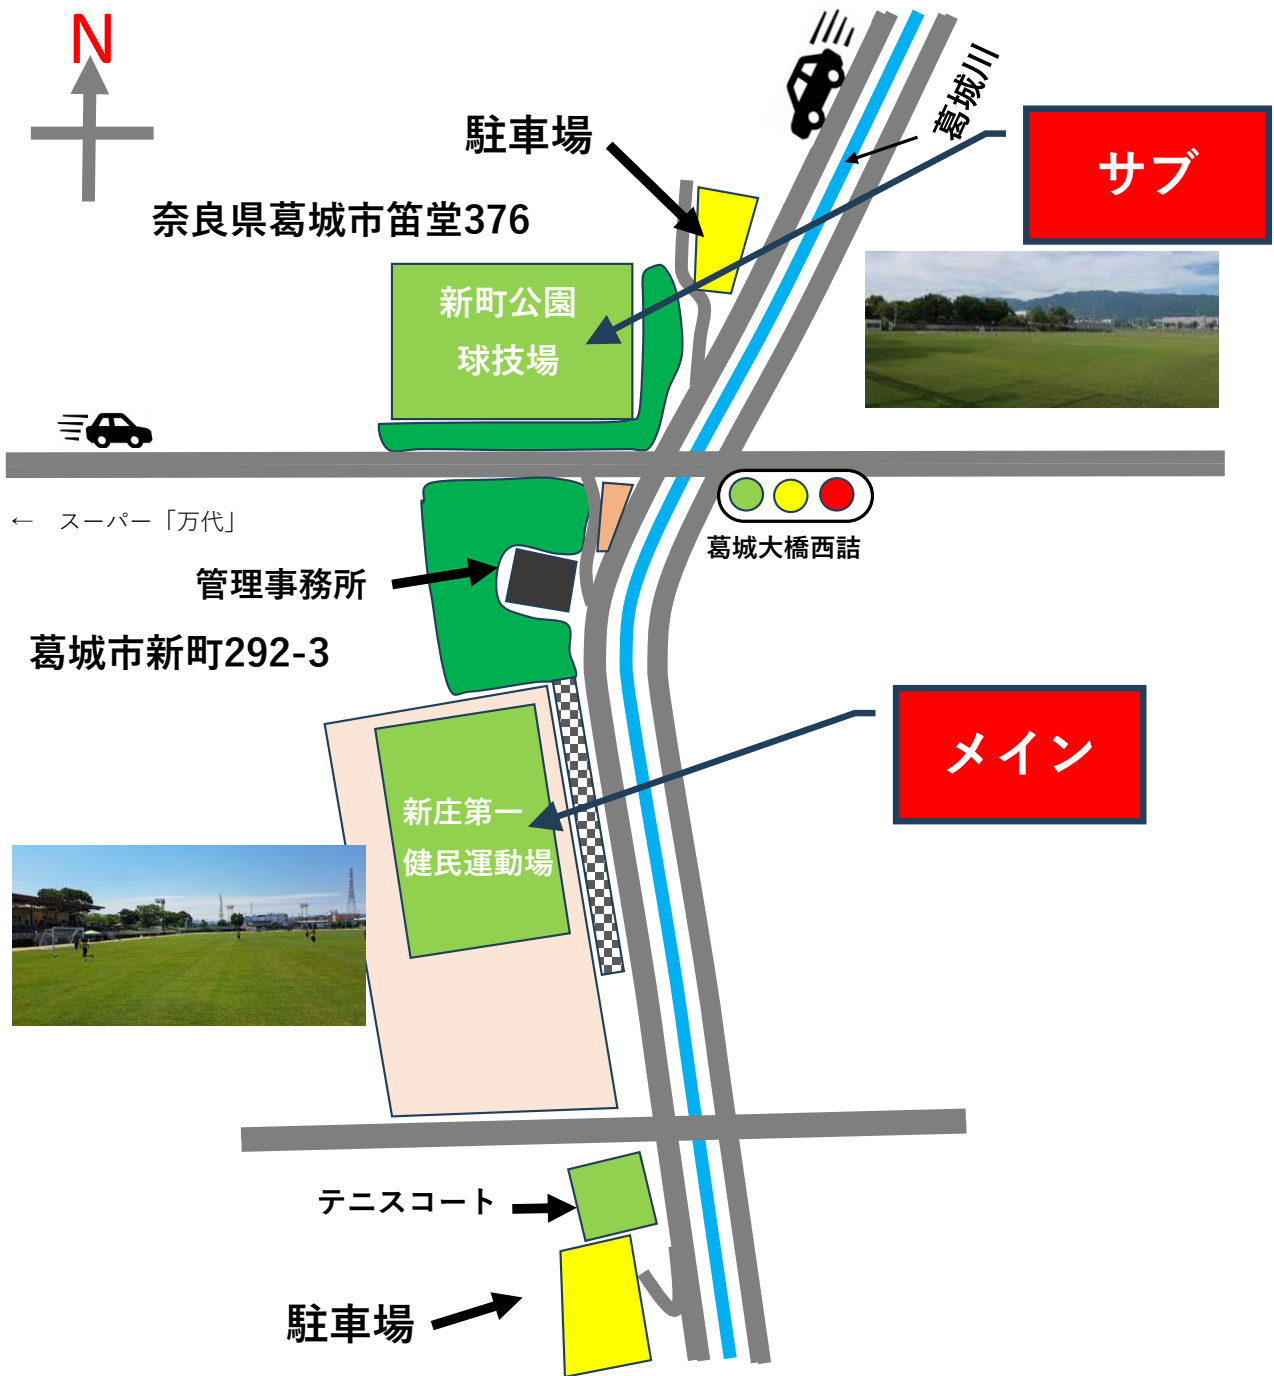 N
駐車場
葛城川
サブ
奈良県葛城市笛堂376
新町公園
球技場
← スーパー「万代」
葛城大橋西詰
管理事務所
葛城市新町292-3
メイン
新庄第一
健民運動場
テニスコート
駐車場